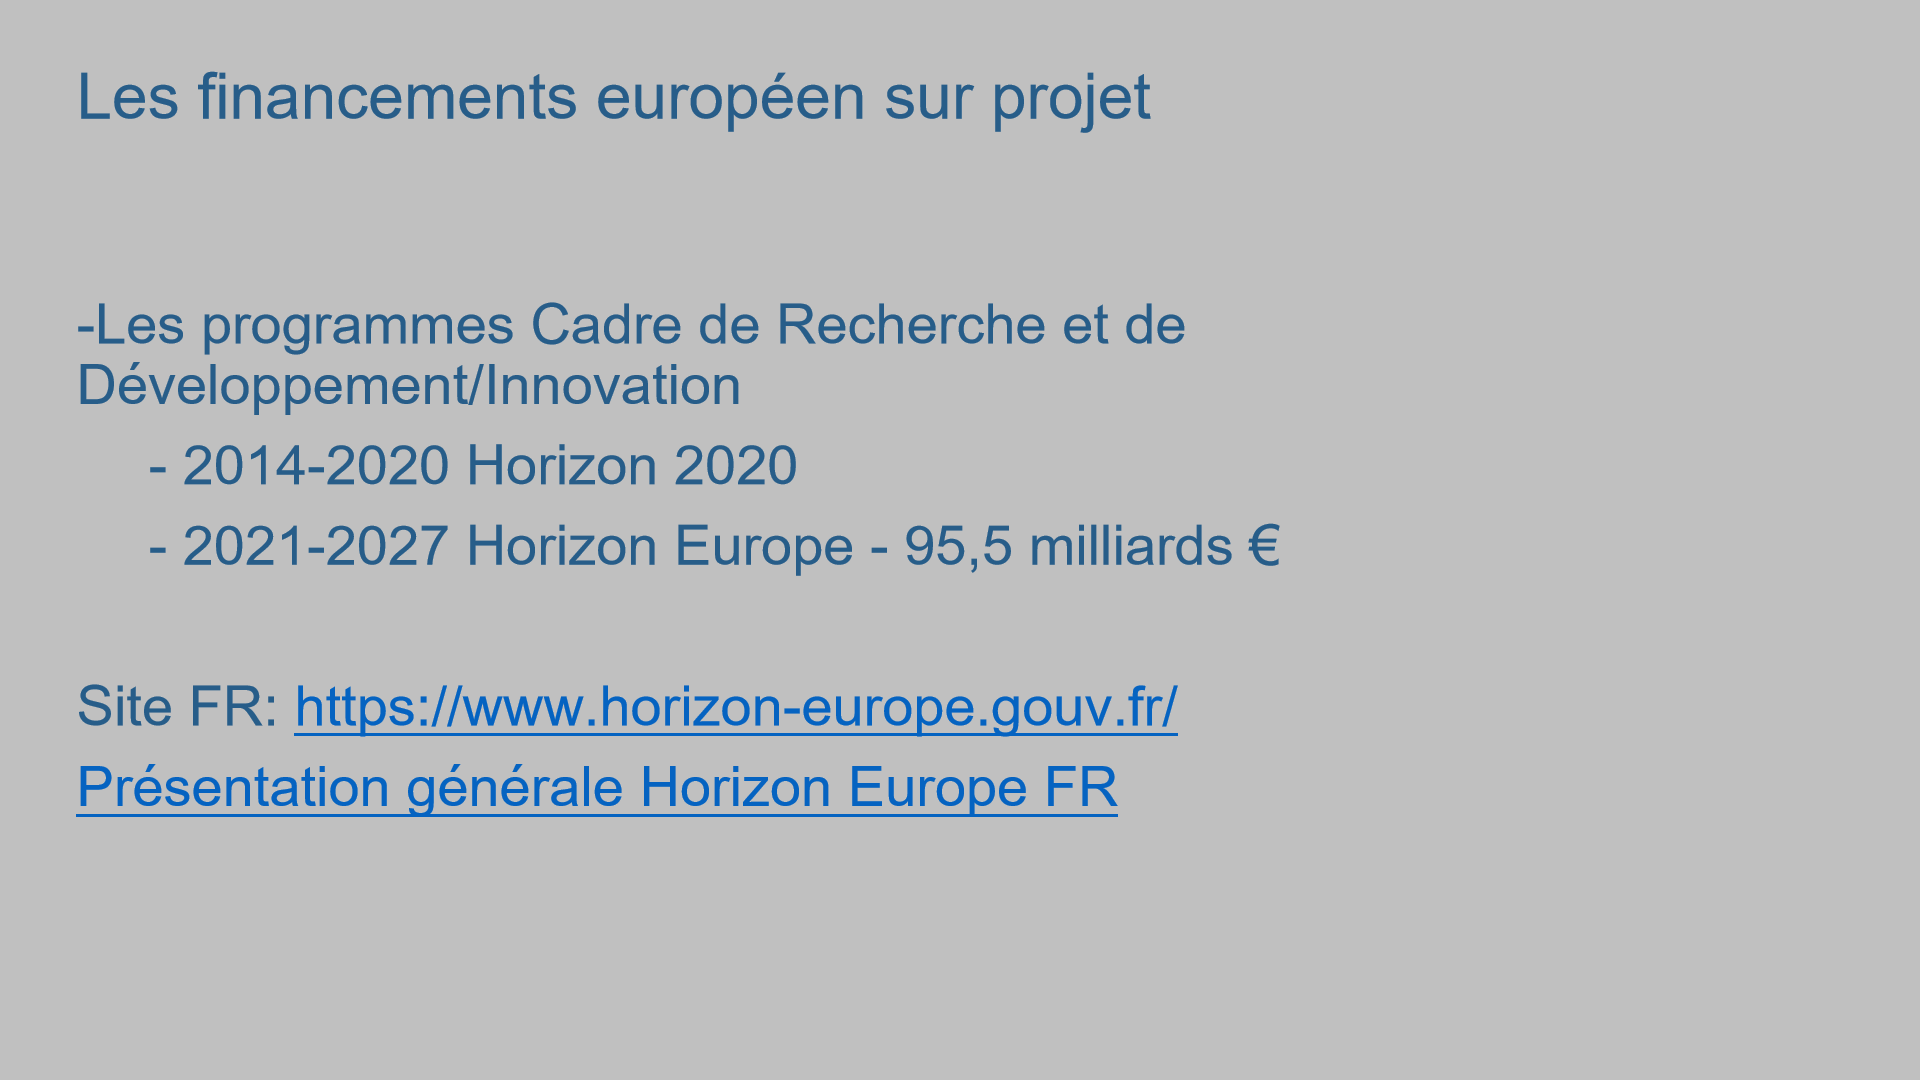 Les financements européen sur projet
-Les programmes Cadre de Recherche et de
Développement/Innovation
- 2014-2020 Horizon 2020
- 2021-2027 Horizon Europe - 95,5 milliards €
Site FR: https://www.horizon-europe.gouv.fr/
Présentation générale Horizon Europe FR